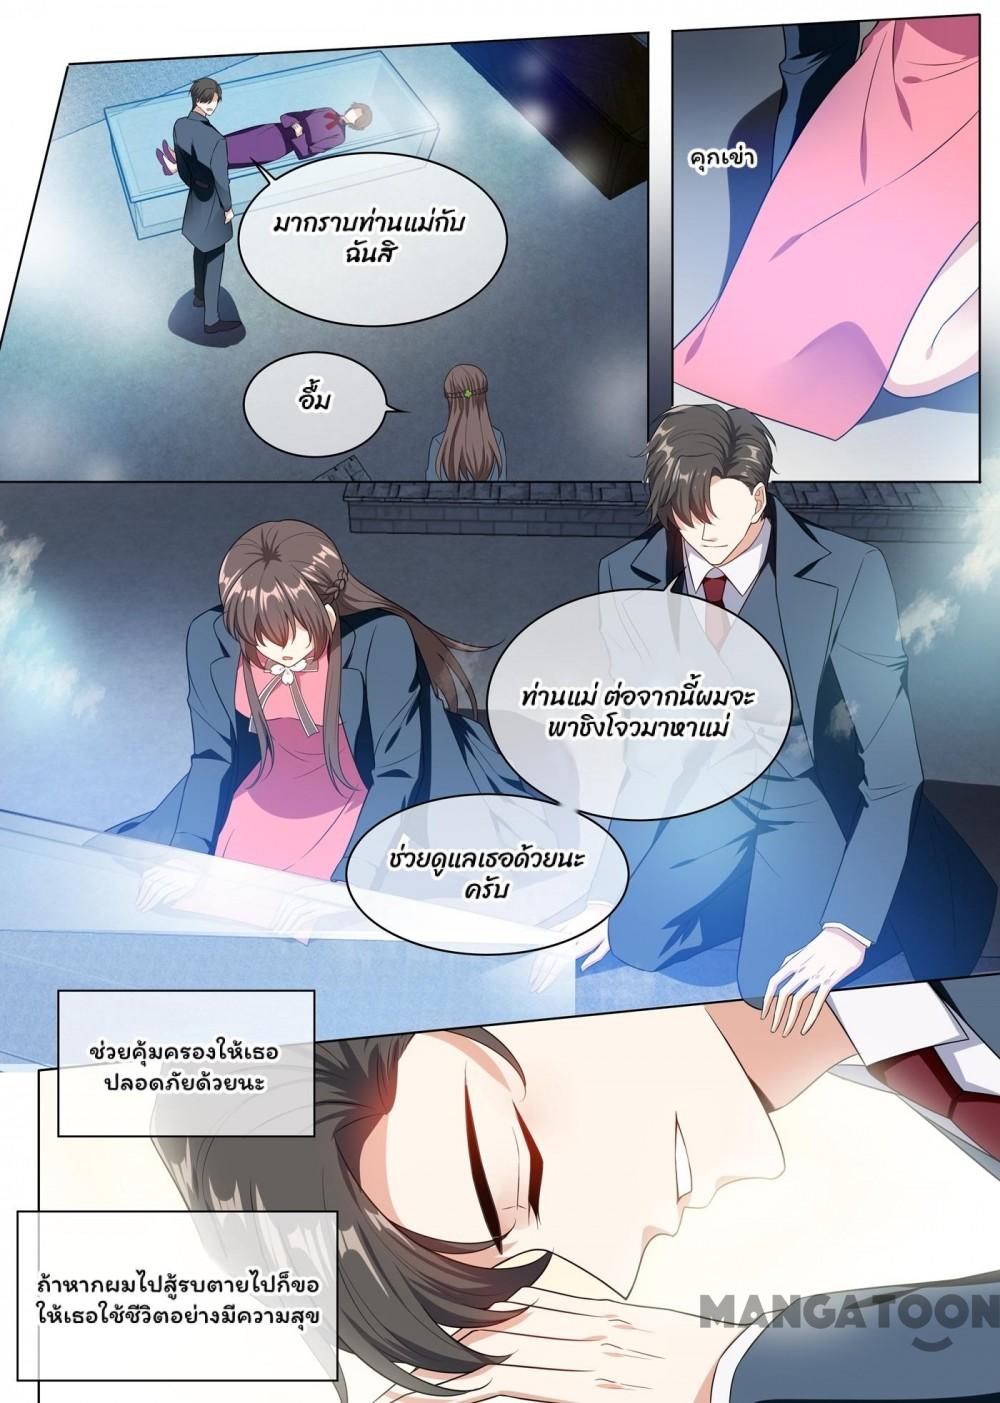 มากราบท่านแม่กับ
ฉันสิ
คุกเข่า
อื้ม
ท่านแม่ ต่อจากนี้ผมจะ
พาชิงโจวมาหาแม่
ช่วยดูแลเธอด้วยนะ
ครับ
ช่วยคุ้มครองให้เธอ
ปลอดภัยด้วยนะ
ถ้าหากผมไปสู้รบตายไปก็ขอ
ให้เธอใช้ชีวิตอย่างมีความสุข
MANGATOON